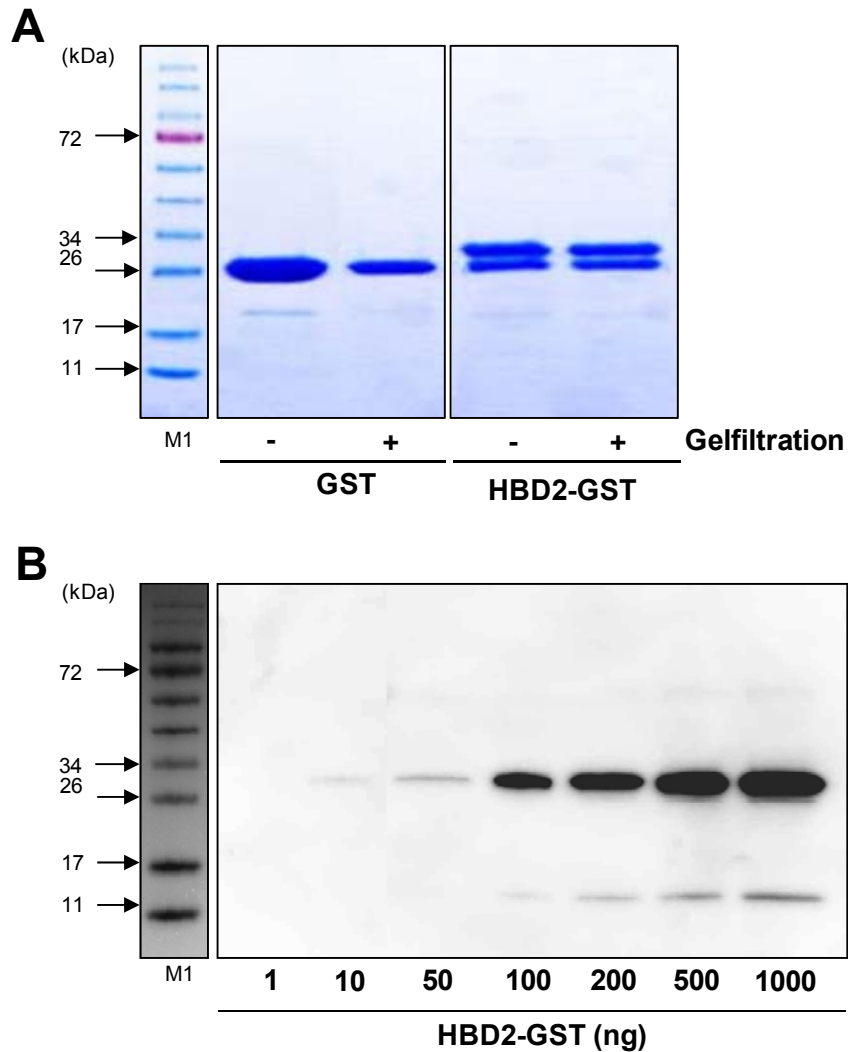 A
(kDa)
72
34
26
17
11
M1
- + - + Gelfiltration
GST HBD2-GST
B
(kDa)
72
34
26
17
11
M1
1 10 50 100 200 500 1000
HBD2-GST (ng)